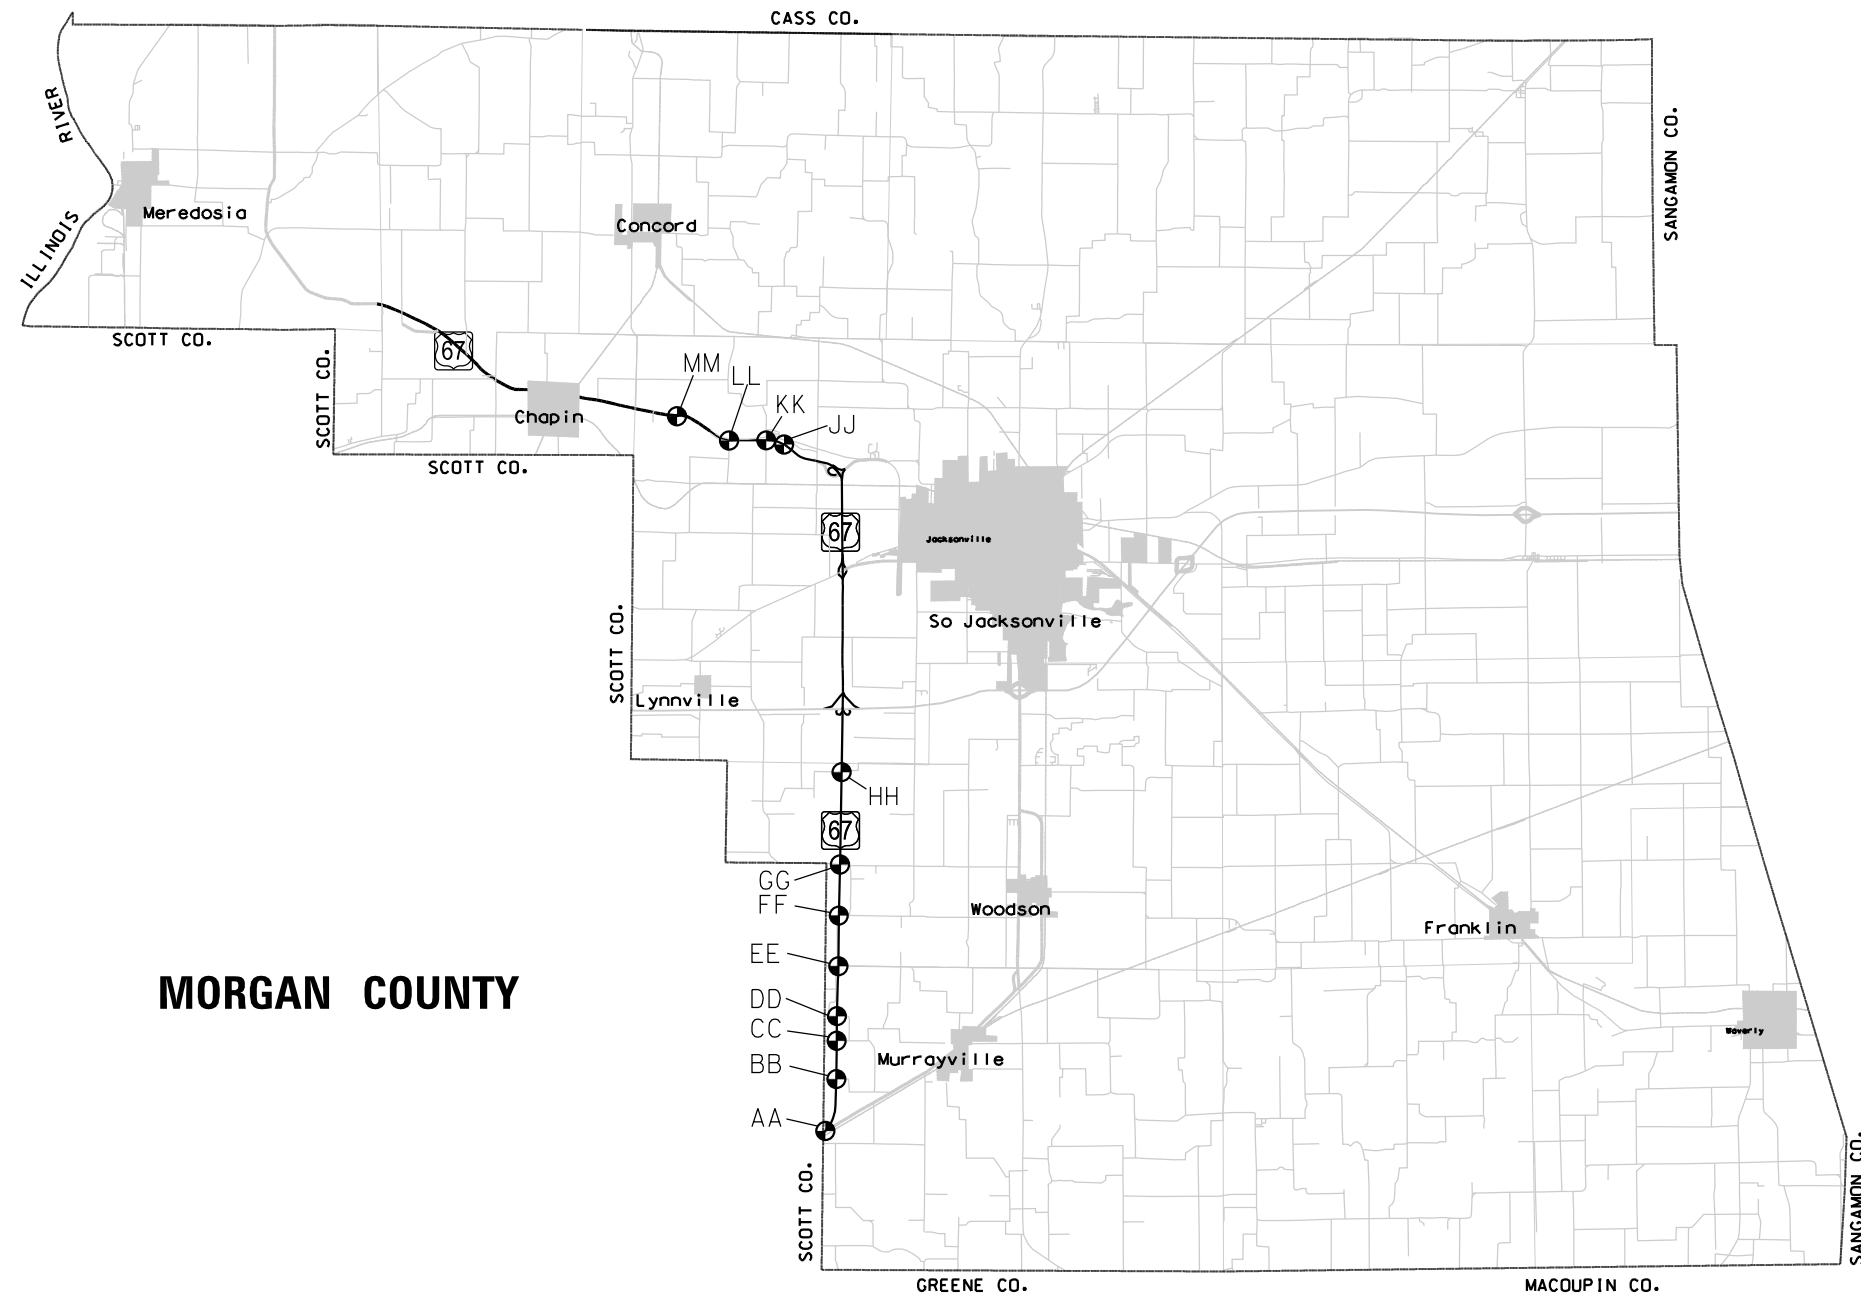 CASS CO.
ILLINOIS RIVER
SANGAMON CO.
Meredosia
Concord
SCOTT CO.
SCOTT CO.
67
MM
LL
KK
JJ
Chapin
SCOTT CO.
67
Jacksonville
So Jacksonville
SCOTT CO.
Lynnville
HH
67
GG
FF
Woodson
Franklin
EE
MORGAN COUNTY
DD
CC
Waverly
Murrayville
BB
AA
SCOTT CO.
SANGAMON CO.
GREENE CO.
MACOUPIN CO.